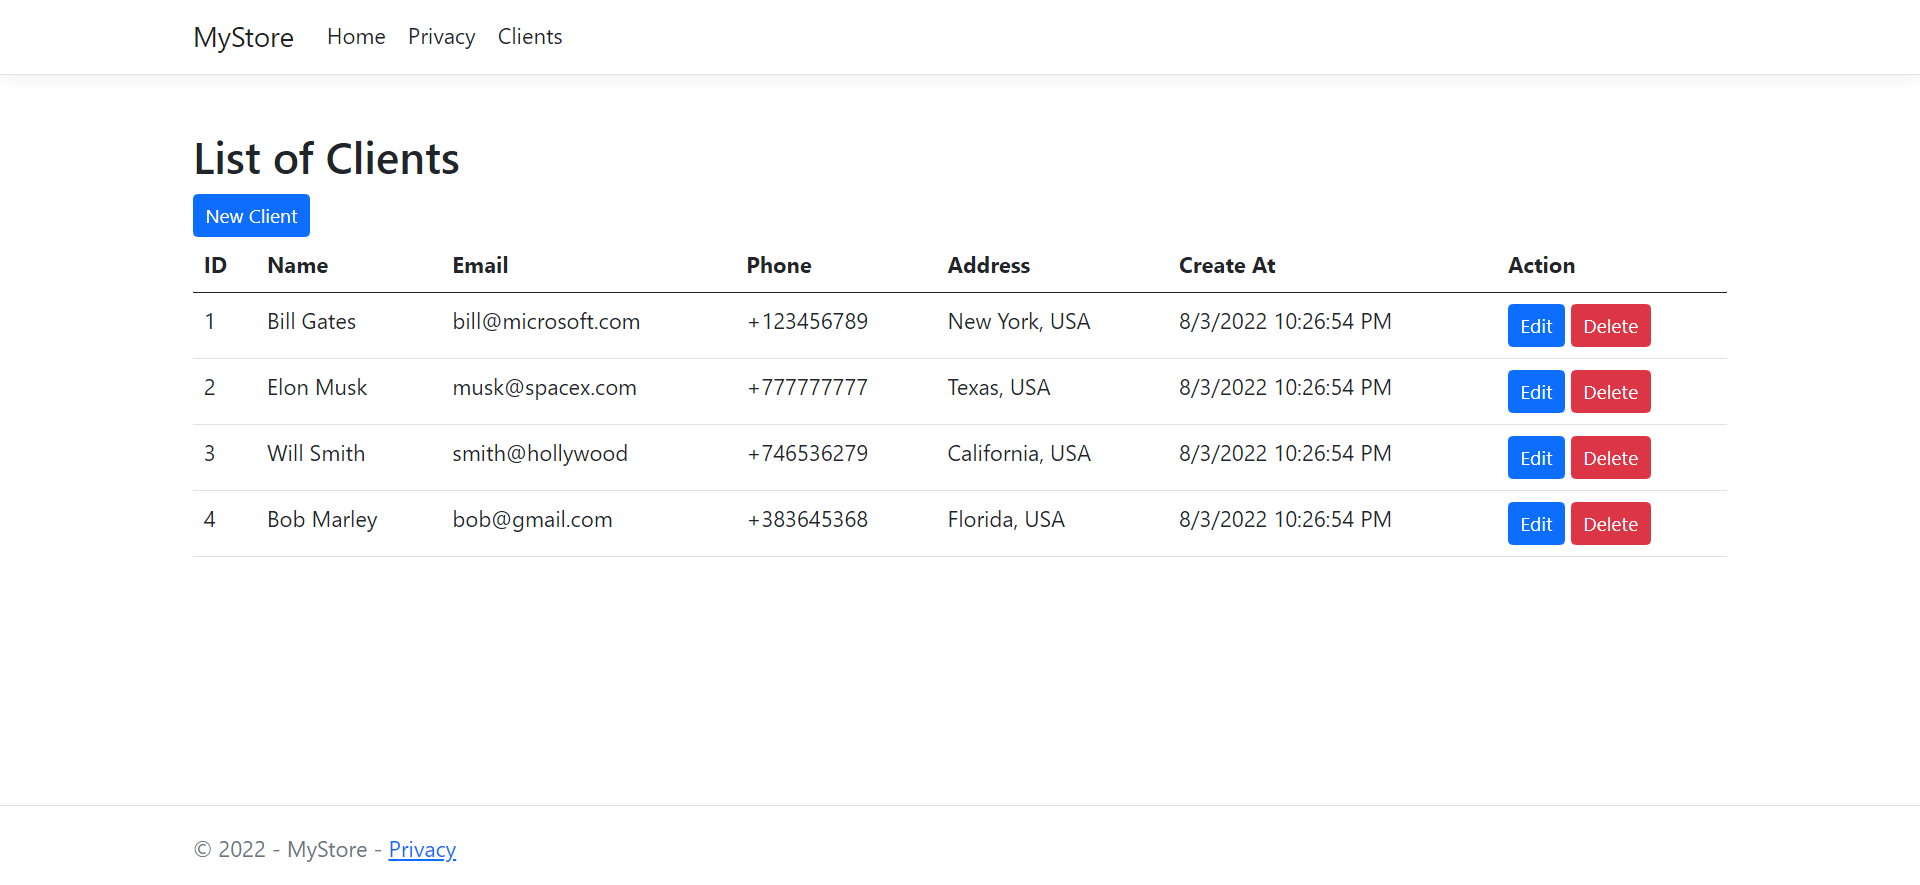 MyStore Home Privacy Clients
List of Clients
New Client
ID Name Email Phone Address Create At Action
1 Bill Gates bill@microsoft.com +123456789 New York, USA 8/3/2022 10:26:54 PM Edit Delete
2 Elon Musk musk@spacex.com +777777777 Texas, USA 8/3/2022 10:26:54 PM Edit Delete
3 Will Smith smith@hollywood +746536279 California, USA 8/3/2022 10:26:54 PM Edit Delete
4 Bob Marley bob@gmail.com +383645368 Florida, USA 8/3/2022 10:26:54 PM Edit Delete
© 2022 - MyStore - Privacy